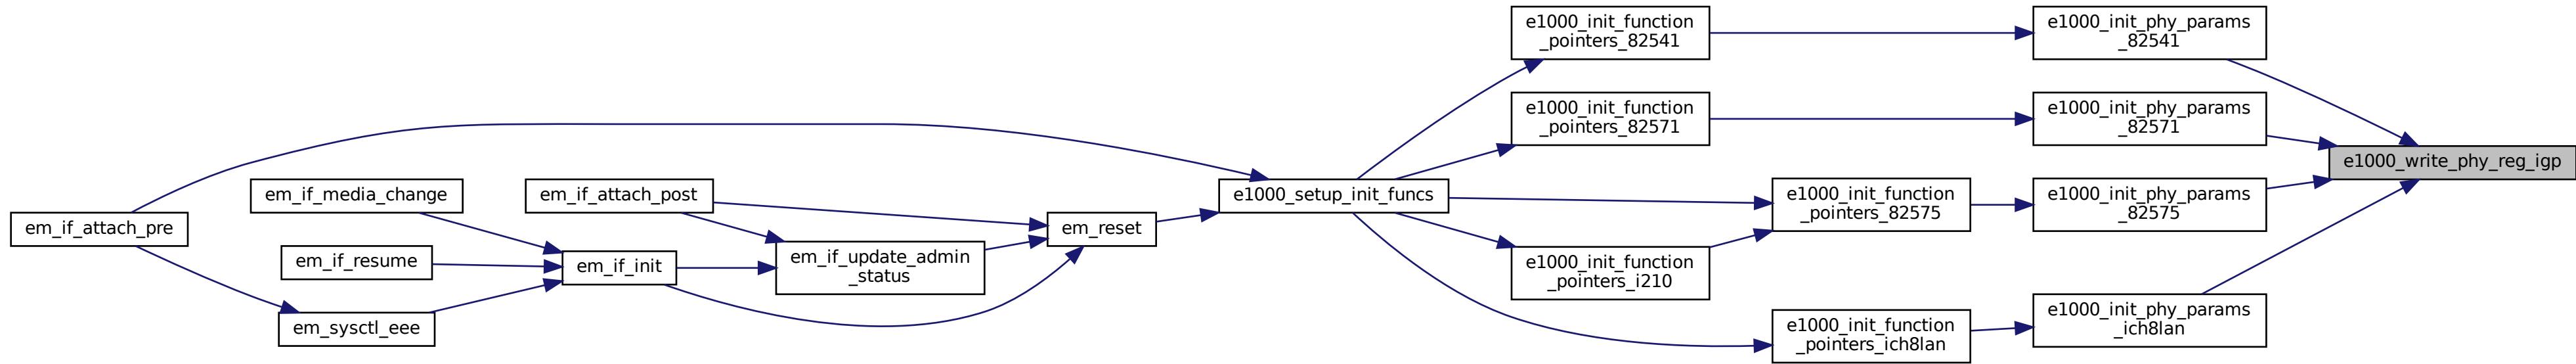 em_if_attach_pre
em_if_media_change
em_if_resume
em_sysctl_eee
em_if_attach_post
em_if_init
em_if_update_admin
_status
em_reset
e1000_setup_init_funcs
e1000_init_function
_pointers_82541
e1000_init_function
_pointers_82571
e1000_init_function
_pointers_i210
e1000_init_function
_pointers_82575
e1000_init_function
_pointers_ich8lan
e1000_init_phy_params
_82541
e1000_init_phy_params
_82571
e1000_init_phy_params
_82575
e1000_init_phy_params
_ich8lan
e1000_write_phy_reg_igp